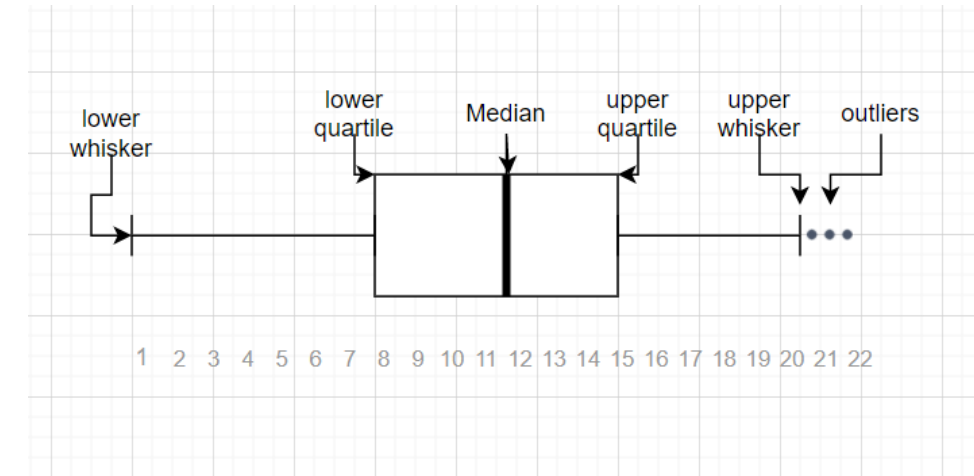 lower
whisker
lower
quartile
Median
upper
quartile
upper
whisker
outliers
1 2 3 4 5 6 7 8 9 10 11 12 13 14 15 16 17 18 19 20 21 22